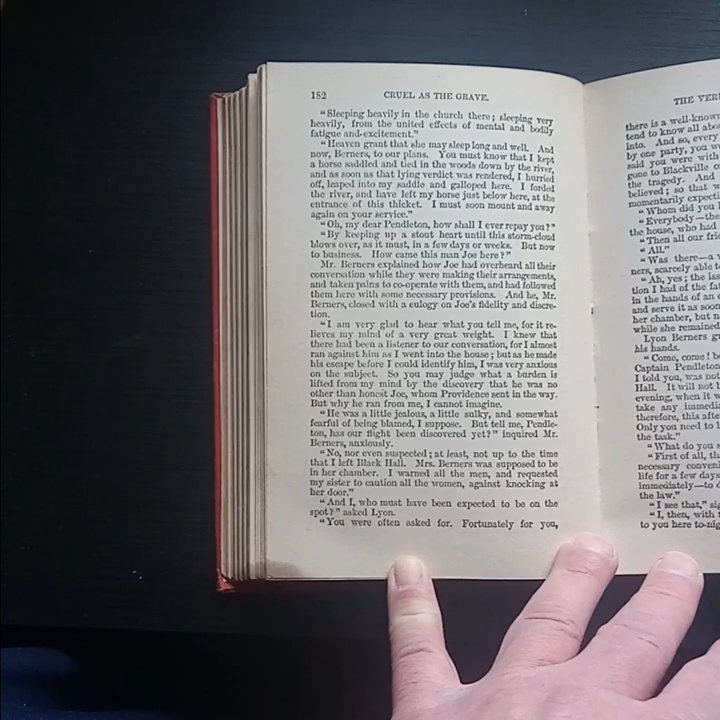 182
CRUEL AS THE GRAVE.
“Sleeping heavily in the church there; sleeping very
heavily, from the united effects of mental and bodily
fatigue and excitement.”
“Heaven grant that she may sleep long and well. And
now, Berners, to our plans. You must know that I kept
a horse saddled and tied in the woods down by the river,
and as soon as that lying verdict was rendered, I hurried
off, leaped into my saddle and galloped here. I forded
the river, and have left my horse just below here, at the
entrance of this thicket. I must soon mount and away
again on your service.”
“Oh, my dear Pendleton, how shall I ever repay you?”
“By keeping up a stout heart until this storm-cloud
blows over, as it must, in a few days or weeks. But now
to business. How came this man Joe here?”
Mr. Berners explained how Joe had overheard all their
conversation while they were making their arrangements,
and taken pains to co-operate with them, and had followed
them here with some necessary provisions. And he, Mr.
Berners, closed with a eulogy on Joe's fidelity and discre-
tion.
“I am very glad to hear what you tell me, for it re-
lieves my mind of a very great weight. I knew that
there had been a listener to our conversation, for I almost
ran against him as I went into the house; but as he made
his escape before I could identify him, I was very anxious
on the subject. So you may judge what a burden is
lifted from my mind by the discovery that he was no
other than honest Joe, whom Providence sent in the way.
But why he ran from me, I cannot imagine.
“He was a little jealous, a little sulky, and somewhat
fearful of being blamed, I suppose. But tell me, Pendle-
ton, has our flight been discovered yet?” inquired Mr.
Berners, anxiously.
“No, nor even suspected; at least, not up to the time
that I left Black Hall. Mrs. Berners was supposed to be
in her chamber. I warned all the men, and requested
my sister to caution all the women, against knocking at
her door.”
“And I, who must have been expected to be on the
spot?” asked Lyon.
“You were often asked for. Fortunately for you,
THE
there is a well-known
tend to know all
into. And so, every
by one party, you
said you were with
gone to Blackville
the tragedy. And
believed; so that
momentarily
“Whom did you
“Everybody—the
the house, who had
“Then all our
“All.”
“Was there—a
ners, scarcely able
“Ah, yes; the
tion I had of the
in the hands of an
and serve it as soon
her chamber, but
while she remained
Lyon Berners
his hands.
“Come, come!
Captain Pendleton
I told you, was not
Hall. It will not
evening, when it
take any
therefore, this
Only you need to
the task.”
“What do you
“First of all,
necessary
life for a few days
immediately—to
the law.”
“I see that,”
“I, then, with
to you here